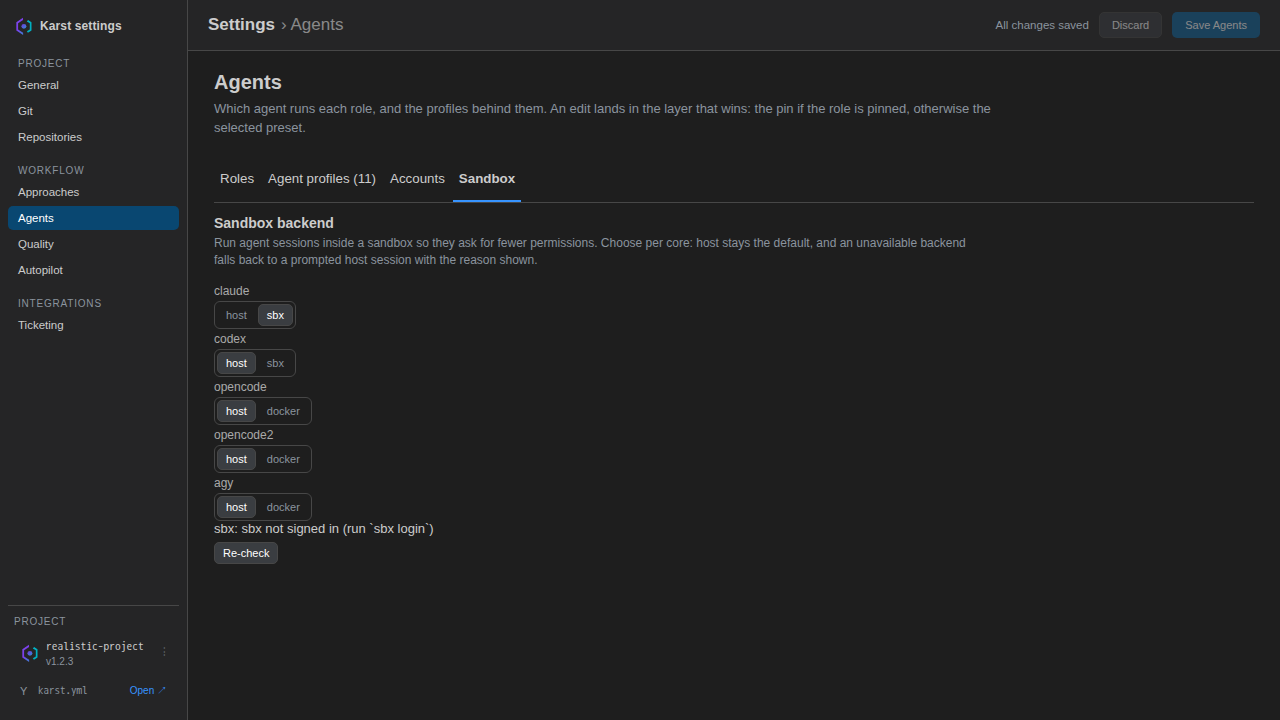 Karst settings
Settings › Agents
All changes saved
Discard
Save Agents
PROJECT
General
Git
Repositories
WORKFLOW
Approaches
Agents
Quality
Autopilot
INTEGRATIONS
Ticketing
Agents
Which agent runs each role, and the profiles behind them. An edit lands in the layer that wins: the pin if the role is pinned, otherwise the
selected preset.
Roles
Agent profiles (11)
Accounts
Sandbox
Sandbox backend
Run agent sessions inside a sandbox so they ask for fewer permissions. Choose per core: host stays the default, and an unavailable backend
falls back to a prompted host session with the reason shown.
claude
host sbx
codex
host sbx
opencode
host docker
opencode2
host docker
agy
host docker
sbx: sbx not signed in (run `sbx login`)
Re-check
PROJECT
realistic-project
v1.2.3
Y karst.yml Open ↗